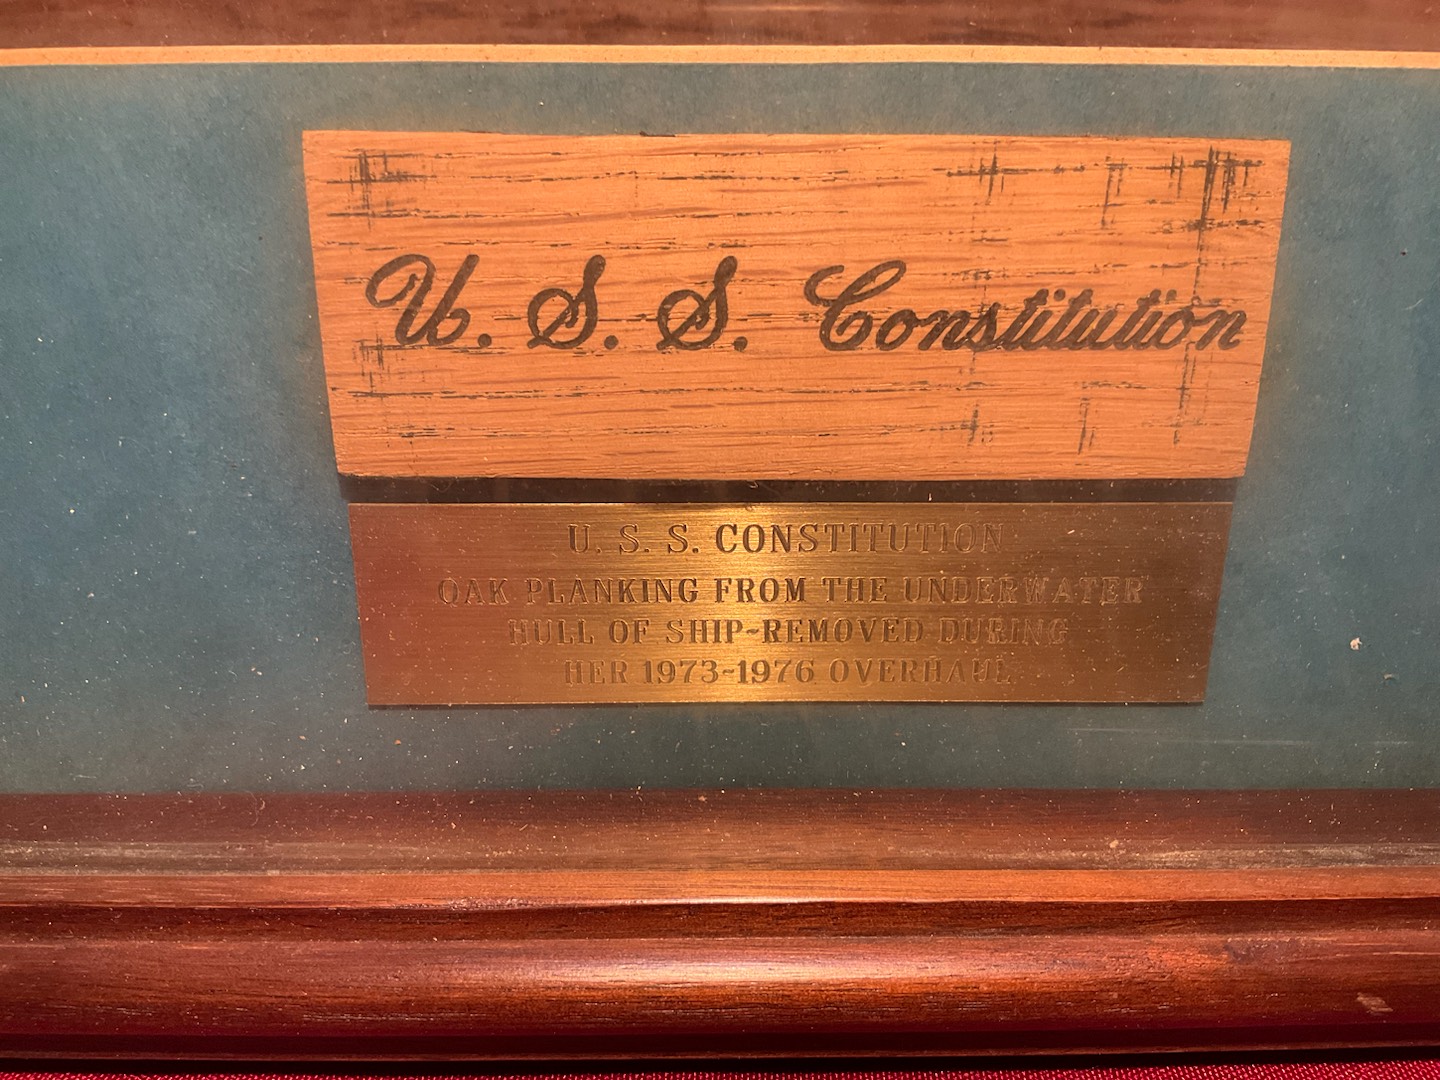 U. S. S. Constitution
U. S. S. CONSTITUTION
OAK PLANKING FROM THE UNDERWATER
HULL OF SHIP~REMOVED DURING
HER 1973~1976 OVERHAUL